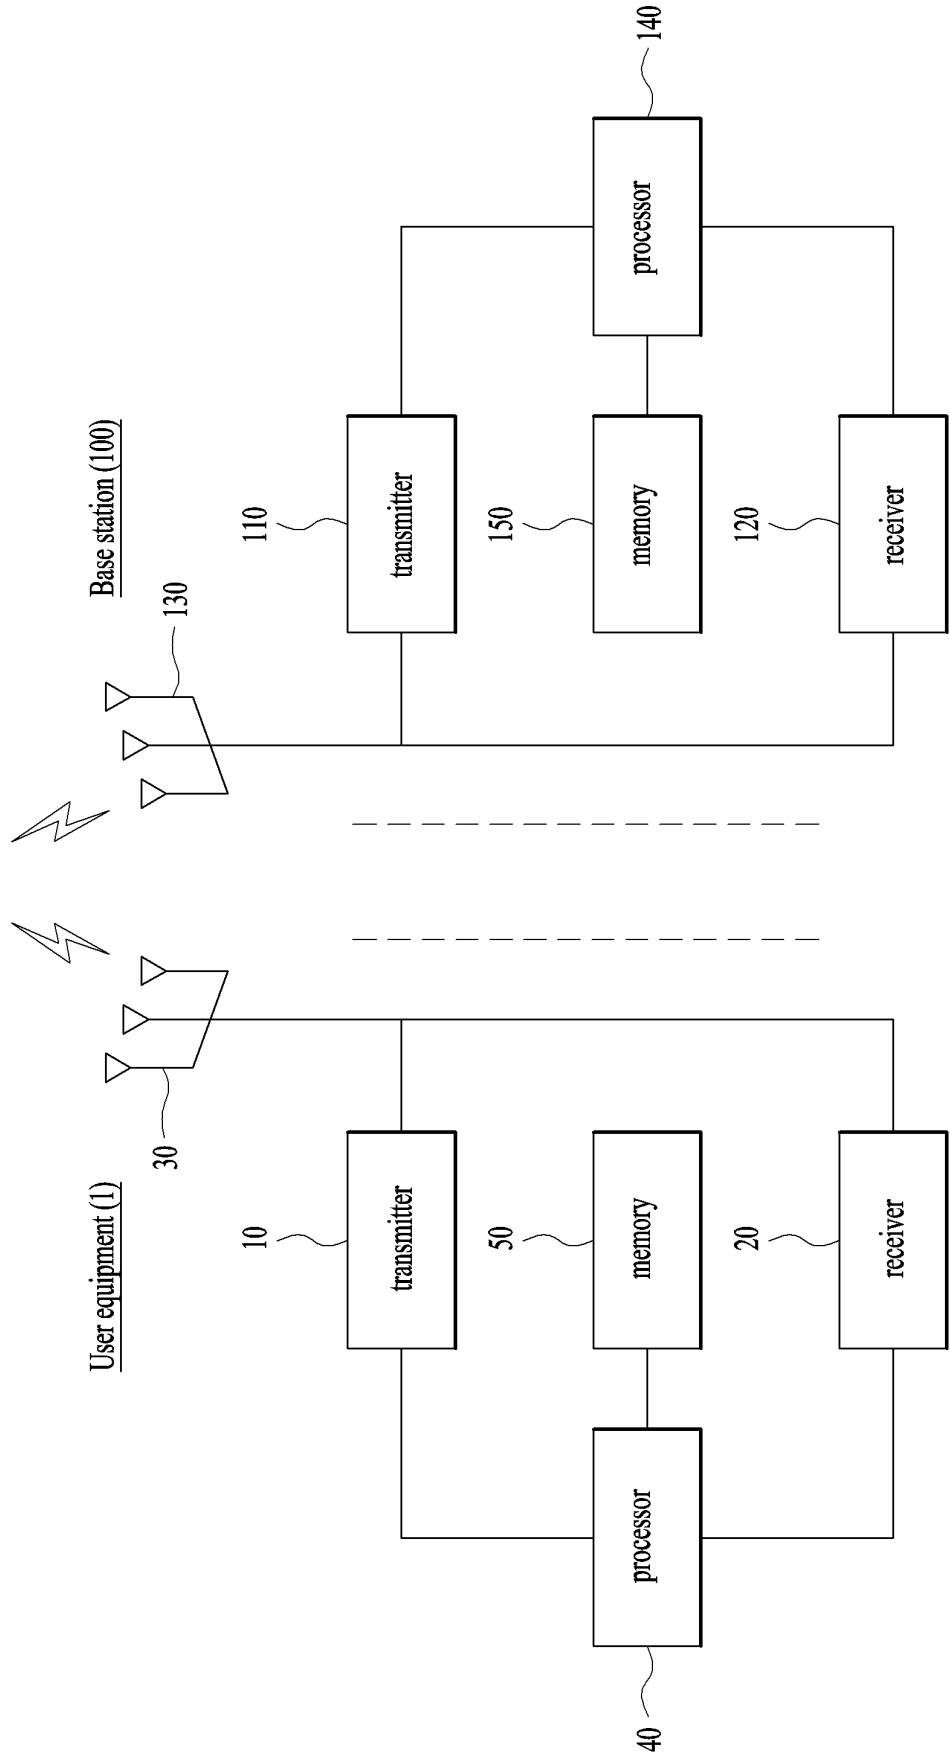 User equipment (1)
Base station (100)
30
130
10
transmitter
110
transmitter
40
processor
50
memory
150
memory
processor
140
20
receiver
120
receiver